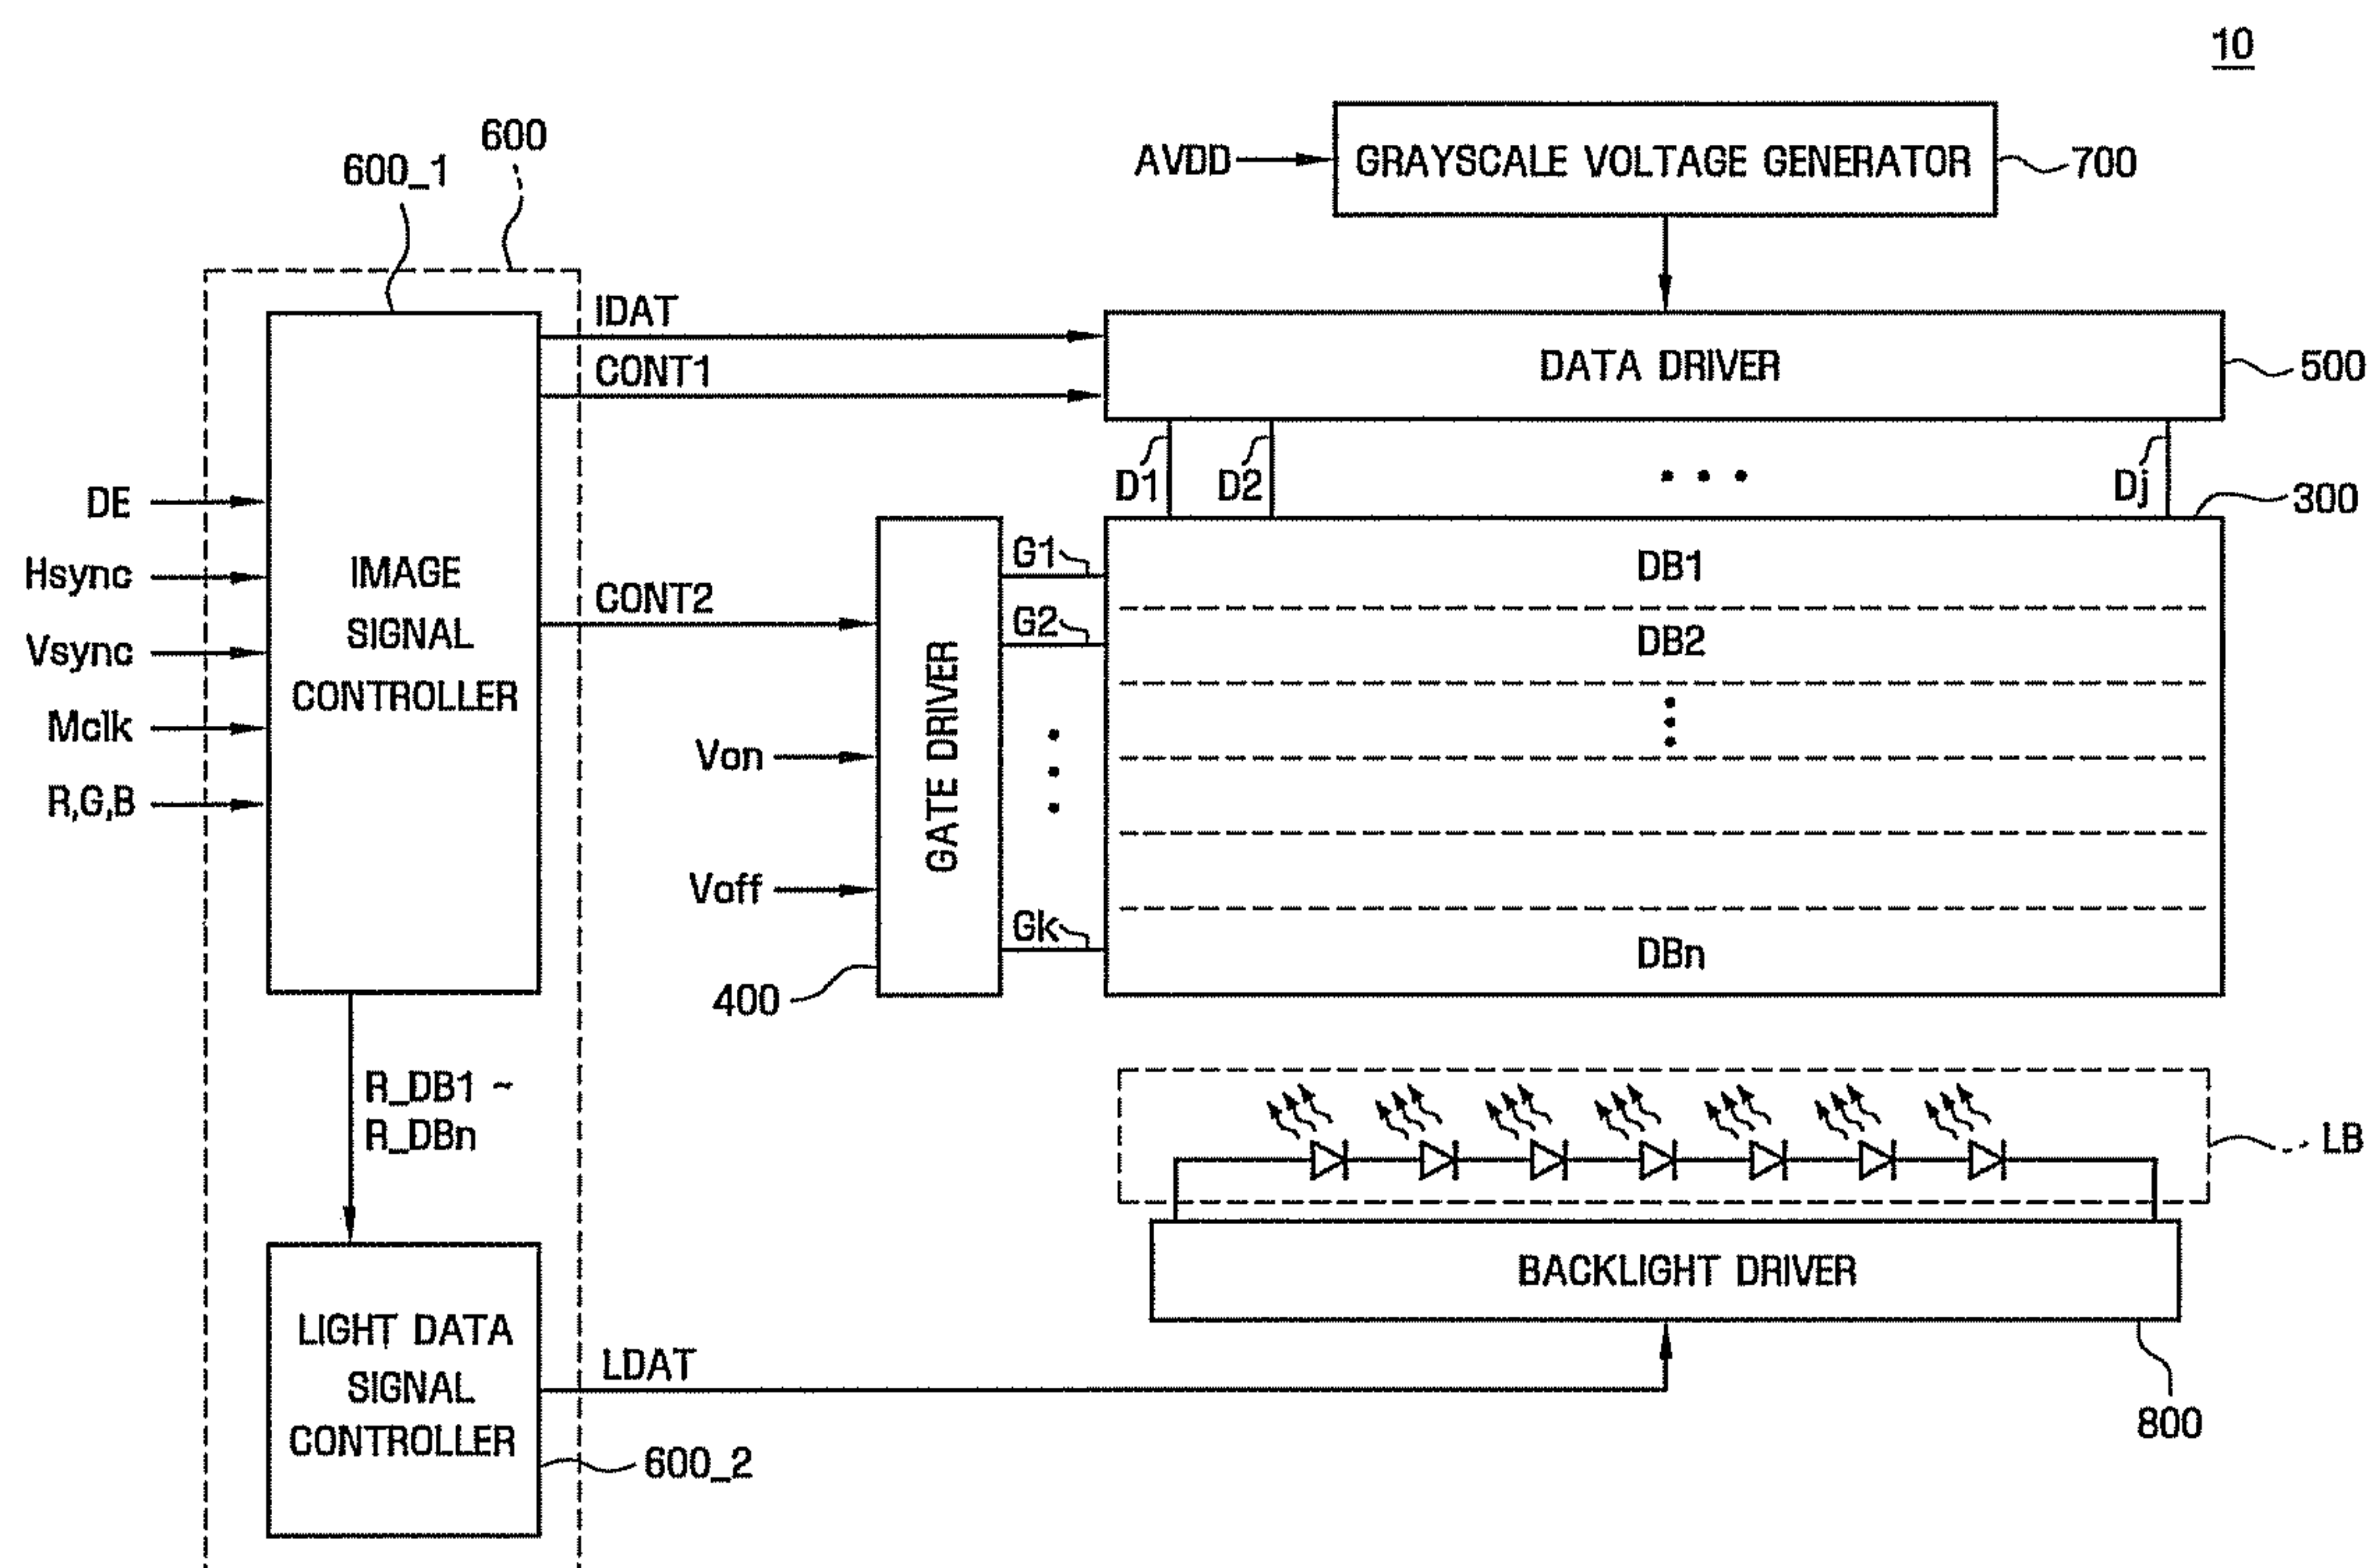 10
600
600_1
AVDD
GRAYSCALE VOLTAGE GENERATOR
700
IDAT
CONT1
DATA DRIVER
500
D1
D2
Dj
300
DE
Hsync
Vsync
Mclk
R,G,B
IMAGE
SIGNAL
CONTROLLER
CONT2
Von
Voff
GATE DRIVER
400
G1
G2
Gk
DB1
DB2
DBn
R_DB1 ~
R_DBn
LB
BACKLIGHT DRIVER
800
LIGHT DATA
SIGNAL
CONTROLLER
LDAT
600_2